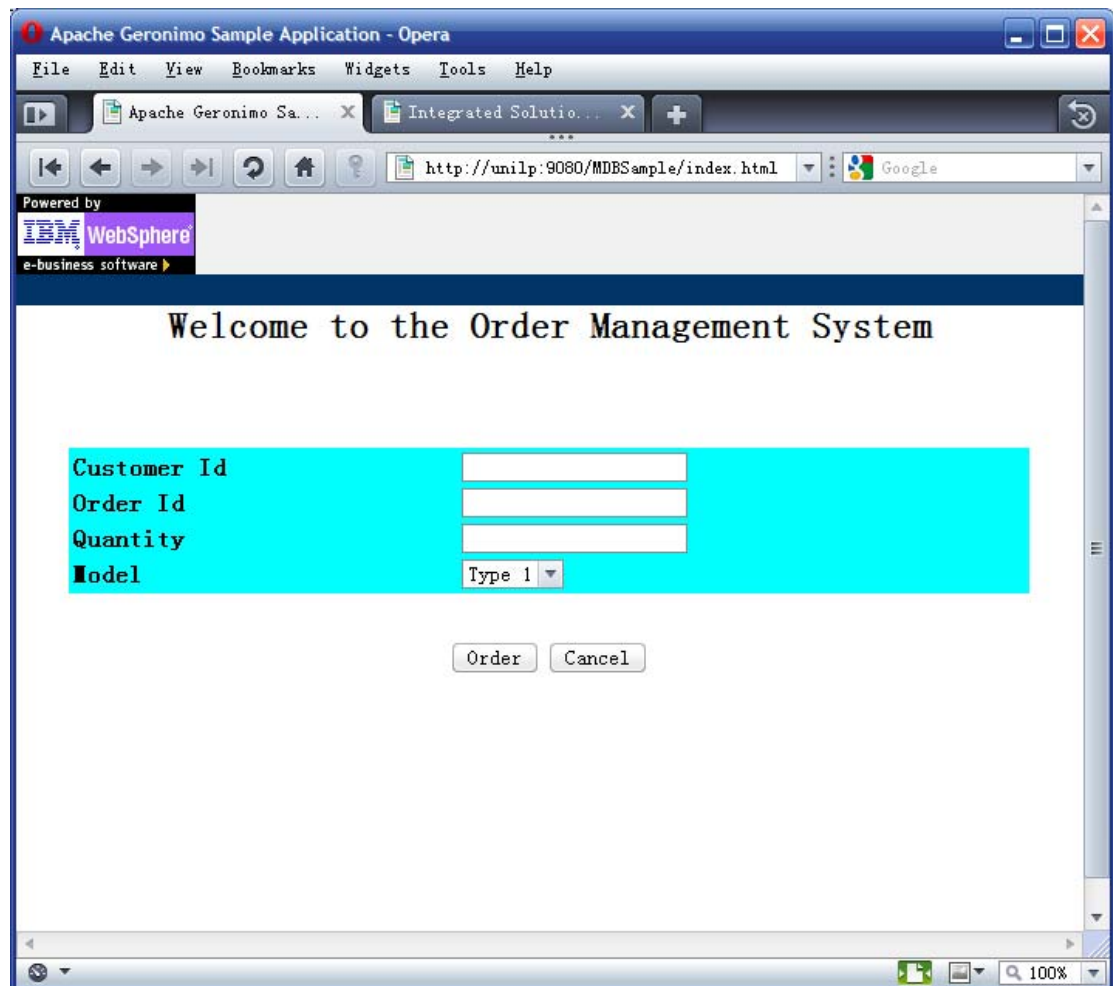 Apache Geronimo Sample Application - Opera
File Edit View Bookmarks Widgets Tools Help
Apache Geronimo Sa... Integrated Solutio...
http://unilp:9080/MDBSample/index.html Google
Powered by
IBM WebSphere
e-business software
Welcome to the Order Management System
Customer Id
Order Id
Quantity
Model Type 1
Order Cancel
100%